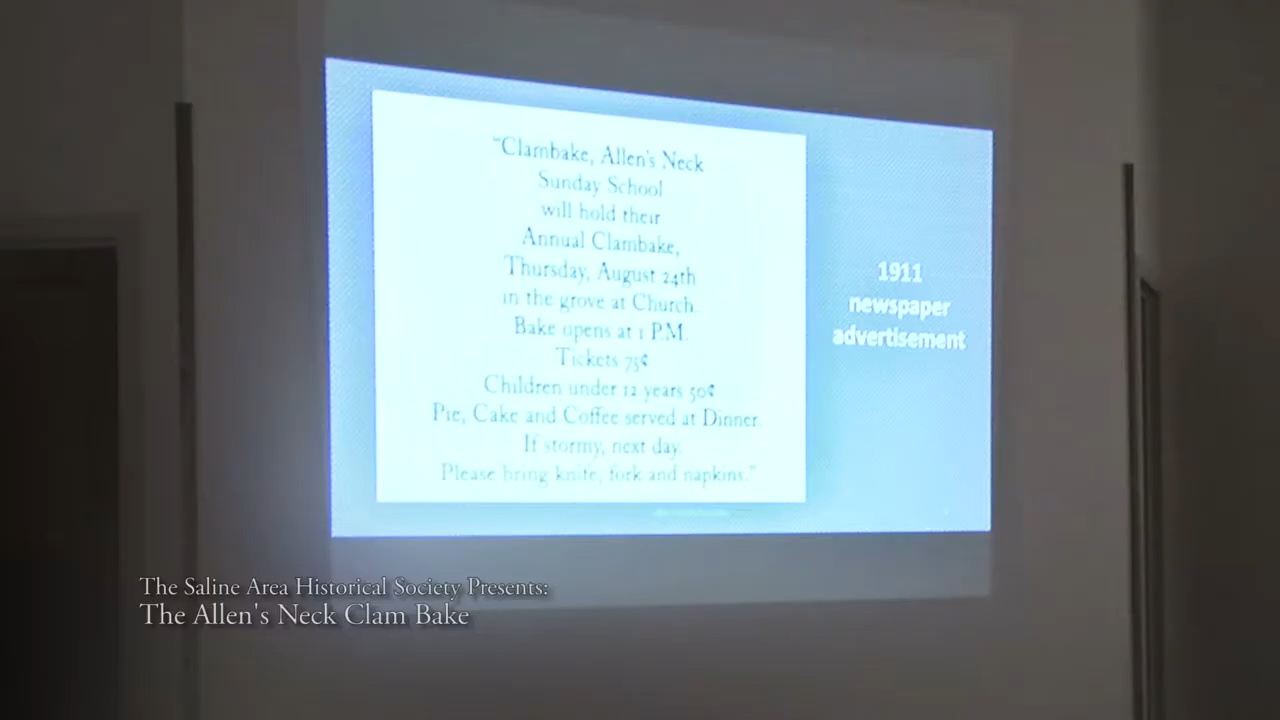 "Clambake, Allen's Neck
Sunday School
will hold their
Annual Clambake,
Thursday, August 24th
in the grove at Church.
Bake opens at 1 P.M.
Tickets 75¢
Children under 12 years 50¢
Pie, Cake and Coffee served at Dinner.
If stormy, next day.
Please bring knife, fork and napkins."
1911
newspaper
advertisement
The Saline Area Historical Society Presents:
The Allen's Neck Clam Bake